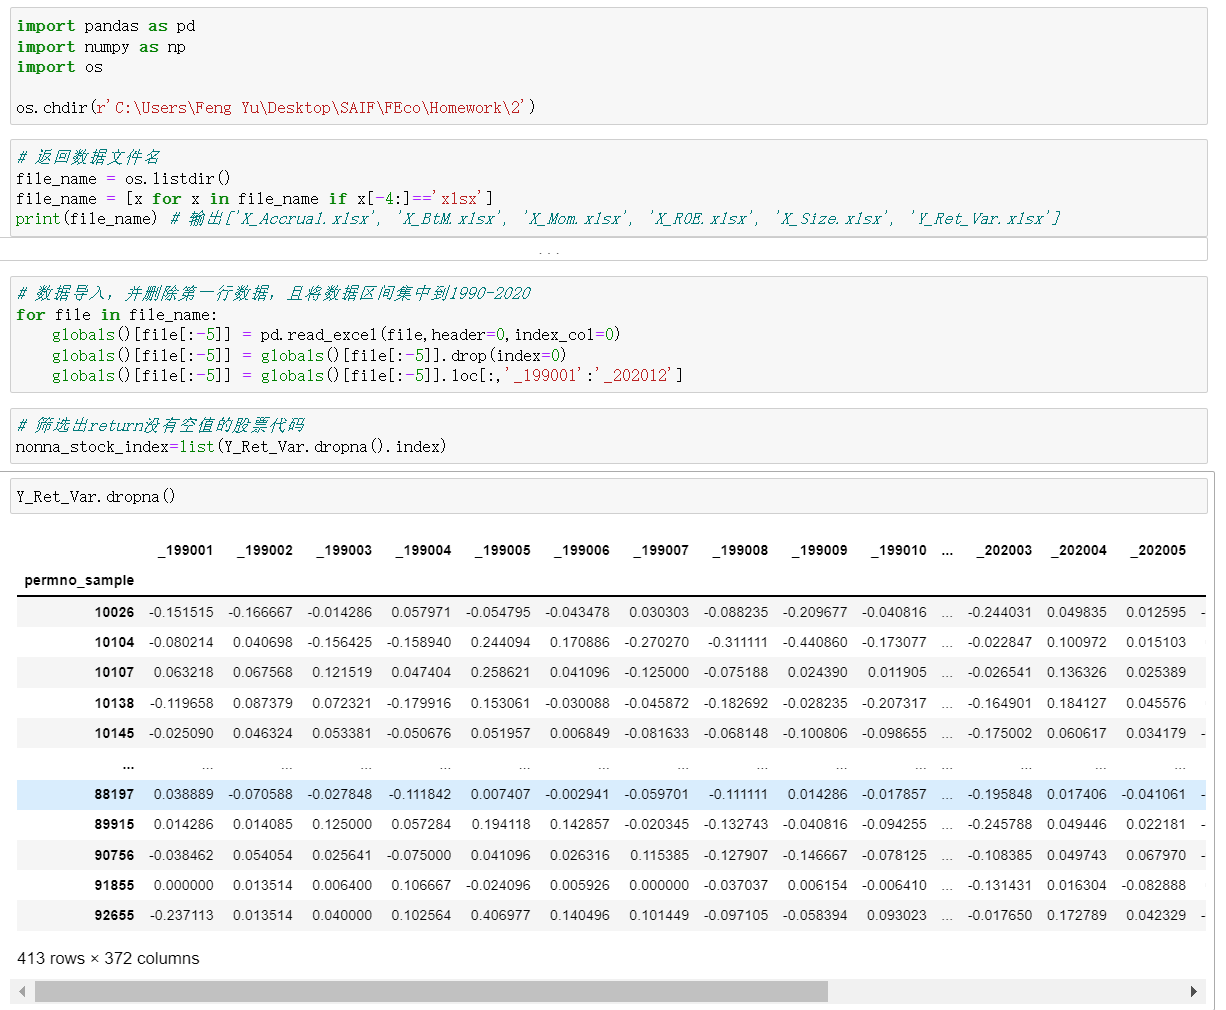 import pandas as pd
import numpy as np
import os
os.chdir(r'C:\Users\Feng Yu\Desktop\SAIF\FEco\Homework\2')
# 返回数据文件名
file_name = os.listdir()
file_name = [x for x in file_name if x[-4:]=='xlsx']
print(file_name) # 输出['X_Accrual.xlsx', 'X_BtM.xlsx', 'X_Mom.xlsx', 'X_ROE.xlsx', 'X_Size.xlsx', 'Y_Ret_Var.xlsx']
...
# 数据导入，并删除第一行数据，且将数据区间集中到1990-2020
for file in file_name:
    globals()[file[:-5]] = pd.read_excel(file,header=0,index_col=0)
    globals()[file[:-5]] = globals()[file[:-5]].drop(index=0)
    globals()[file[:-5]] = globals()[file[:-5]].loc[:,'_199001':'_202012']
# 筛选出return没有空值的股票代码
nonna_stock_index=list(Y_Ret_Var.dropna().index)
Y_Ret_Var.dropna()
_199001 _199002 _199003 _199004 _199005 _199006 _199007 _199008 _199009 _199010 ... _202003 _202004 _202005
permno_sample
10026 -0.151515 -0.166667 -0.014286 0.057971 -0.054795 -0.043478 0.030303 -0.088235 -0.209677 -0.040816 ... -0.244031 0.049835 0.012595 -
10104 -0.080214 0.040698 -0.156425 -0.158940 0.244094 0.170886 -0.270270 -0.311111 -0.440860 -0.173077 ... -0.022847 0.100972 0.015103
10107 0.063218 0.067568 0.121519 0.047404 0.258621 0.041096 -0.125000 -0.075188 0.024390 0.011905 ... -0.026541 0.136326 0.025389
10138 -0.119658 0.087379 0.072321 -0.179916 0.153061 -0.030088 -0.045872 -0.182692 -0.028235 -0.207317 ... -0.164901 0.184127 0.045576
10145 -0.025090 0.046324 0.053381 -0.050676 0.051957 0.006849 -0.081633 -0.068148 -0.100806 -0.098655 ... -0.175002 0.060617 0.034179 -
... ... ... ... ... ... ... ... ... ... ... ... ... ... ...
88197 0.038889 -0.070588 -0.027848 -0.111842 0.007407 -0.002941 -0.059701 -0.111111 0.014286 -0.017857 ... -0.195848 0.017406 -0.041061 -
89915 0.014286 0.014085 0.125000 0.057284 0.194118 0.142857 -0.020345 -0.132743 -0.040816 -0.094255 ... -0.245788 0.049446 0.022181 -
90756 -0.038462 0.054054 0.025641 -0.075000 0.041096 0.026316 0.115385 -0.127907 -0.146667 -0.078125 ... -0.108385 0.049743 0.067970 -
91855 0.000000 0.013514 0.006400 0.106667 -0.024096 0.005926 0.000000 -0.037037 0.006154 -0.006410 ... -0.131431 0.016304 -0.082888
92655 -0.237113 0.013514 0.040000 0.102564 0.406977 0.140496 0.101449 -0.097105 -0.058394 0.093023 ... -0.017650 0.172789 0.042329 -
413 rows × 372 columns